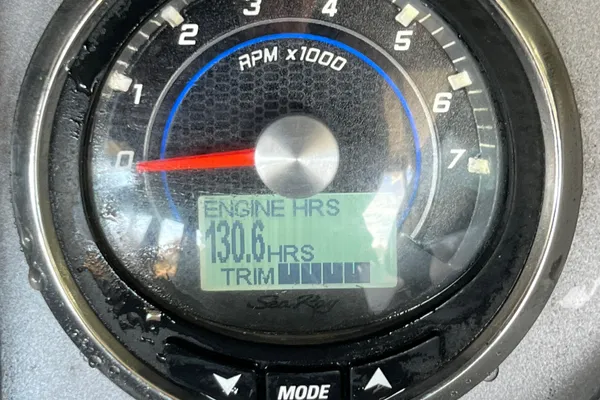 3 4
2 5
RPM x1000
1 6
0 7
ENGINE HRS
130.6 HRS
TRIM
Sea Ray
MODE